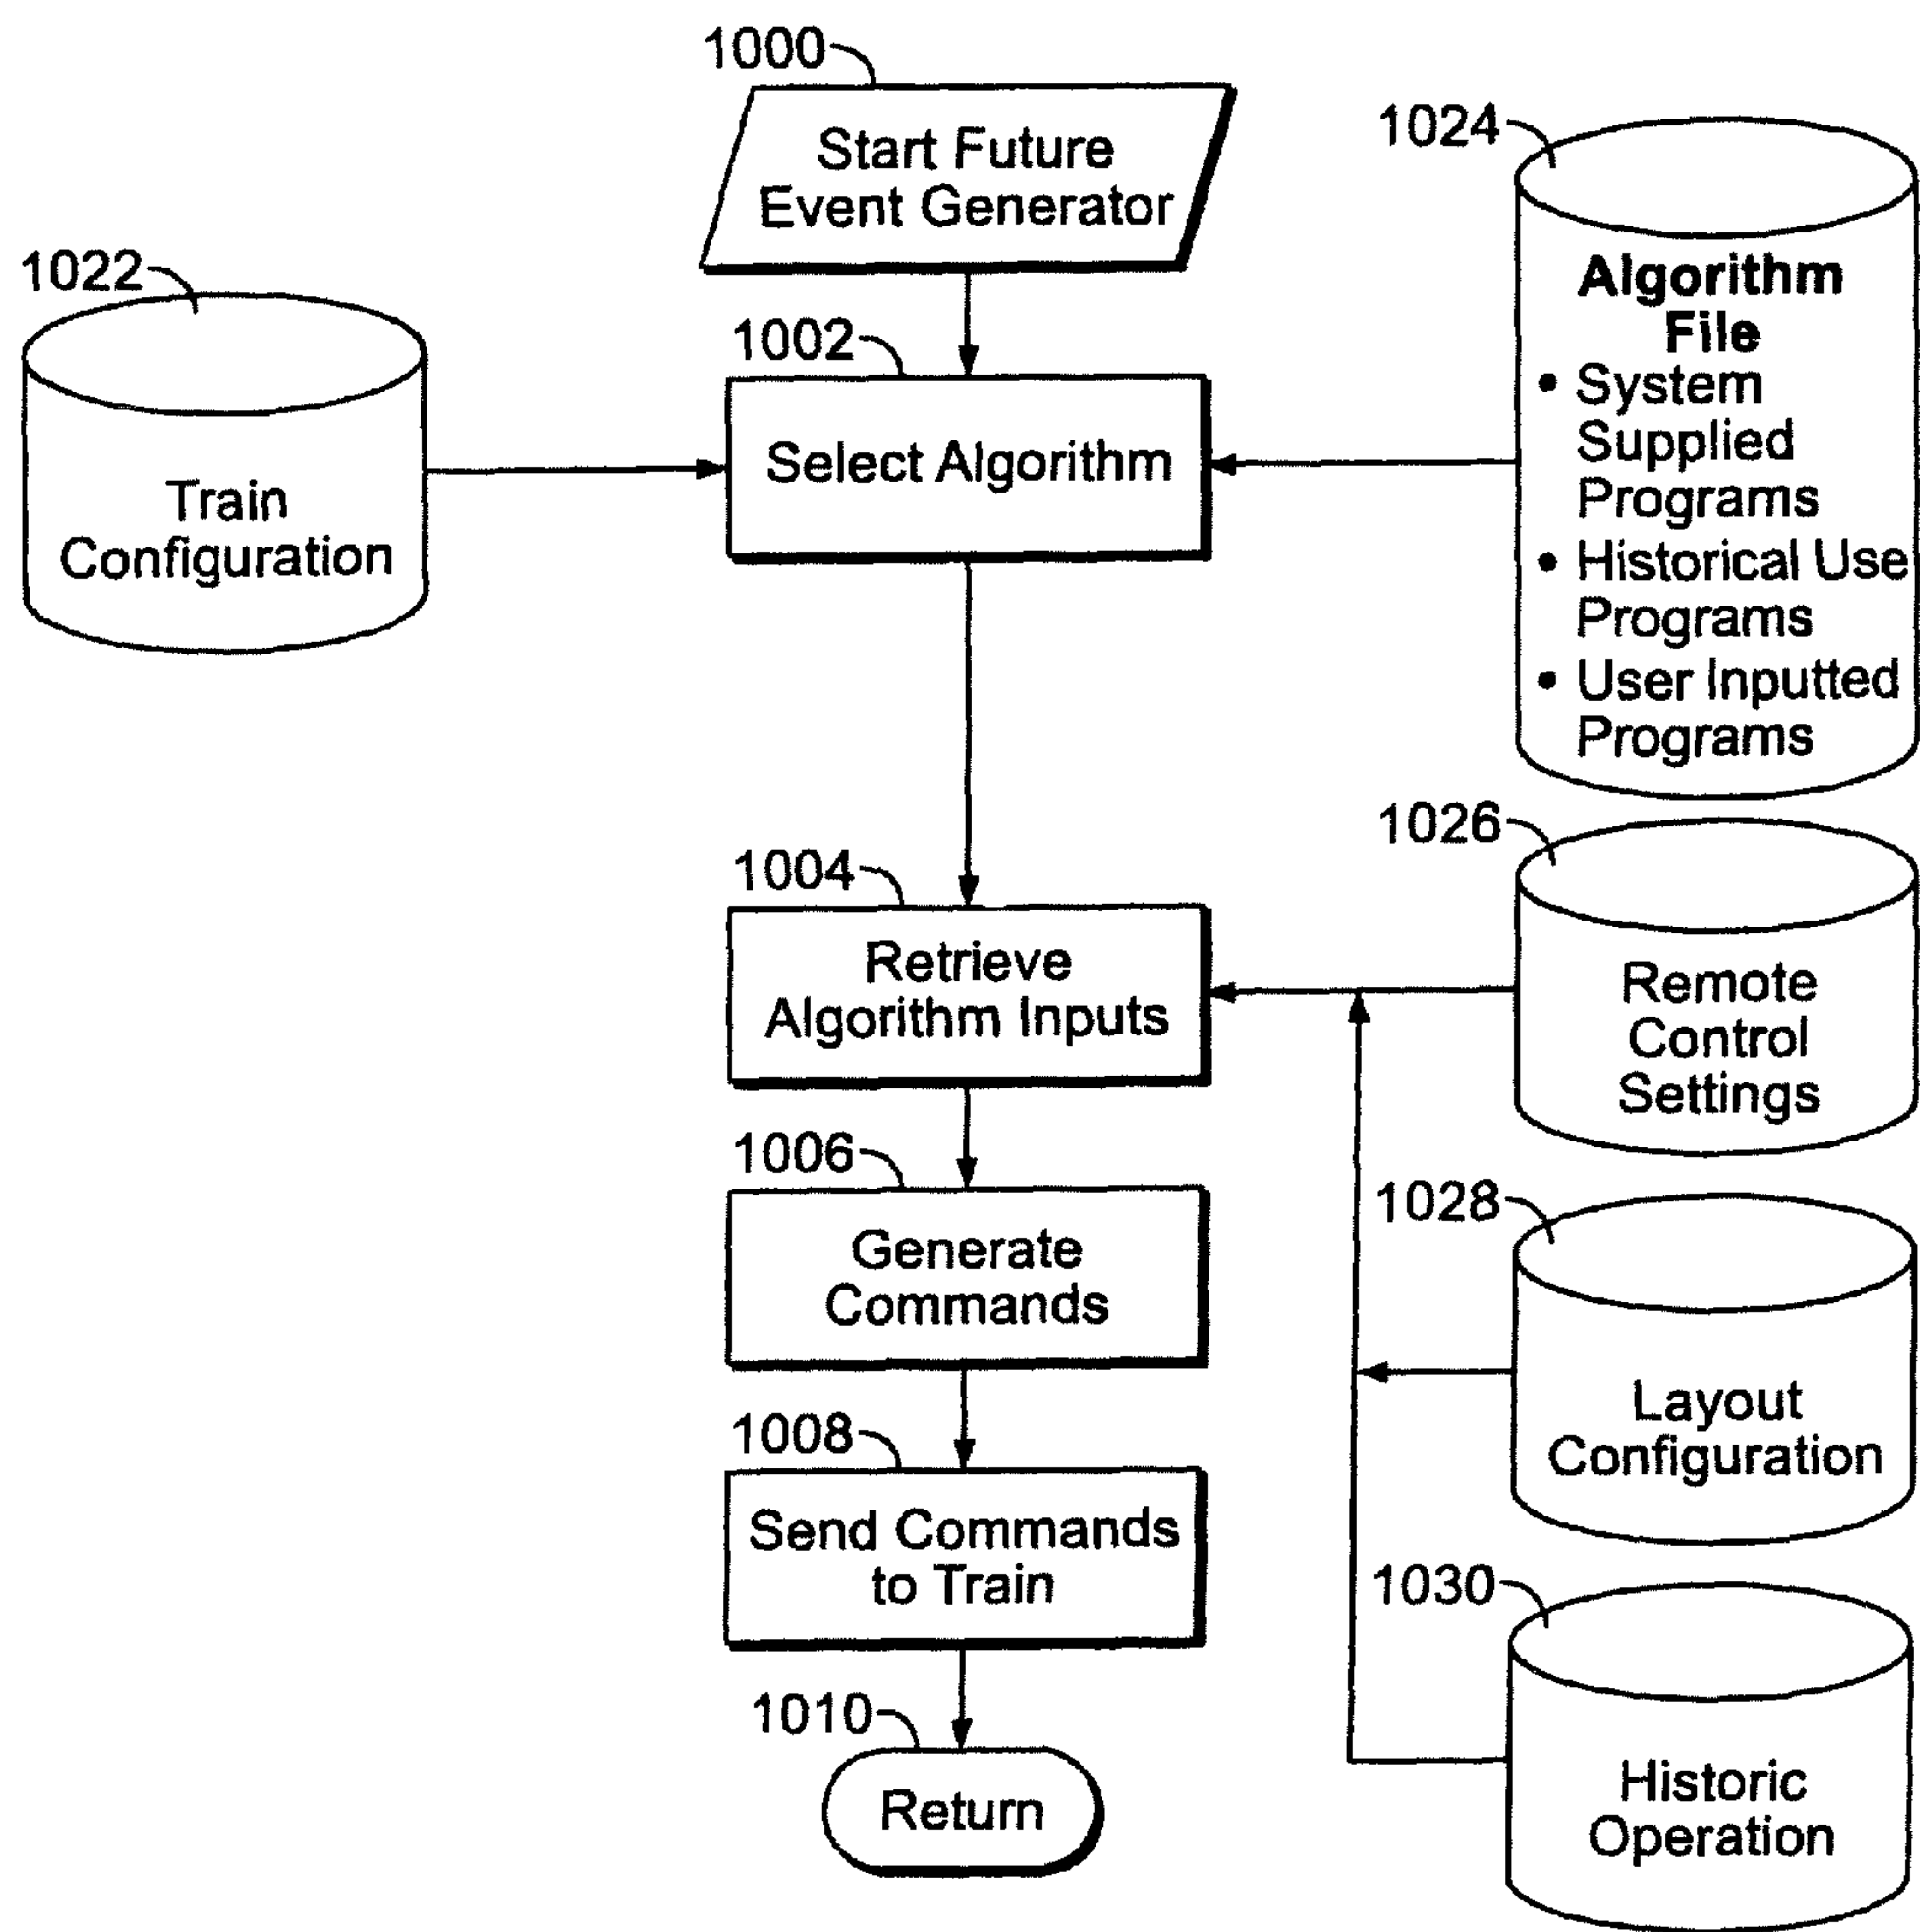 1000
Start Future
Event Generator
1022
Train
Configuration
1002
Select Algorithm
1024
Algorithm
File
• System
Supplied
Programs
• Historical Use
Programs
• User Inputted
Programs
1004
Retrieve
Algorithm Inputs
1026
Remote
Control
Settings
1006
Generate
Commands
1028
Layout
Configuration
1008
Send Commands
to Train
1030
Historic
Operation
1010
Return